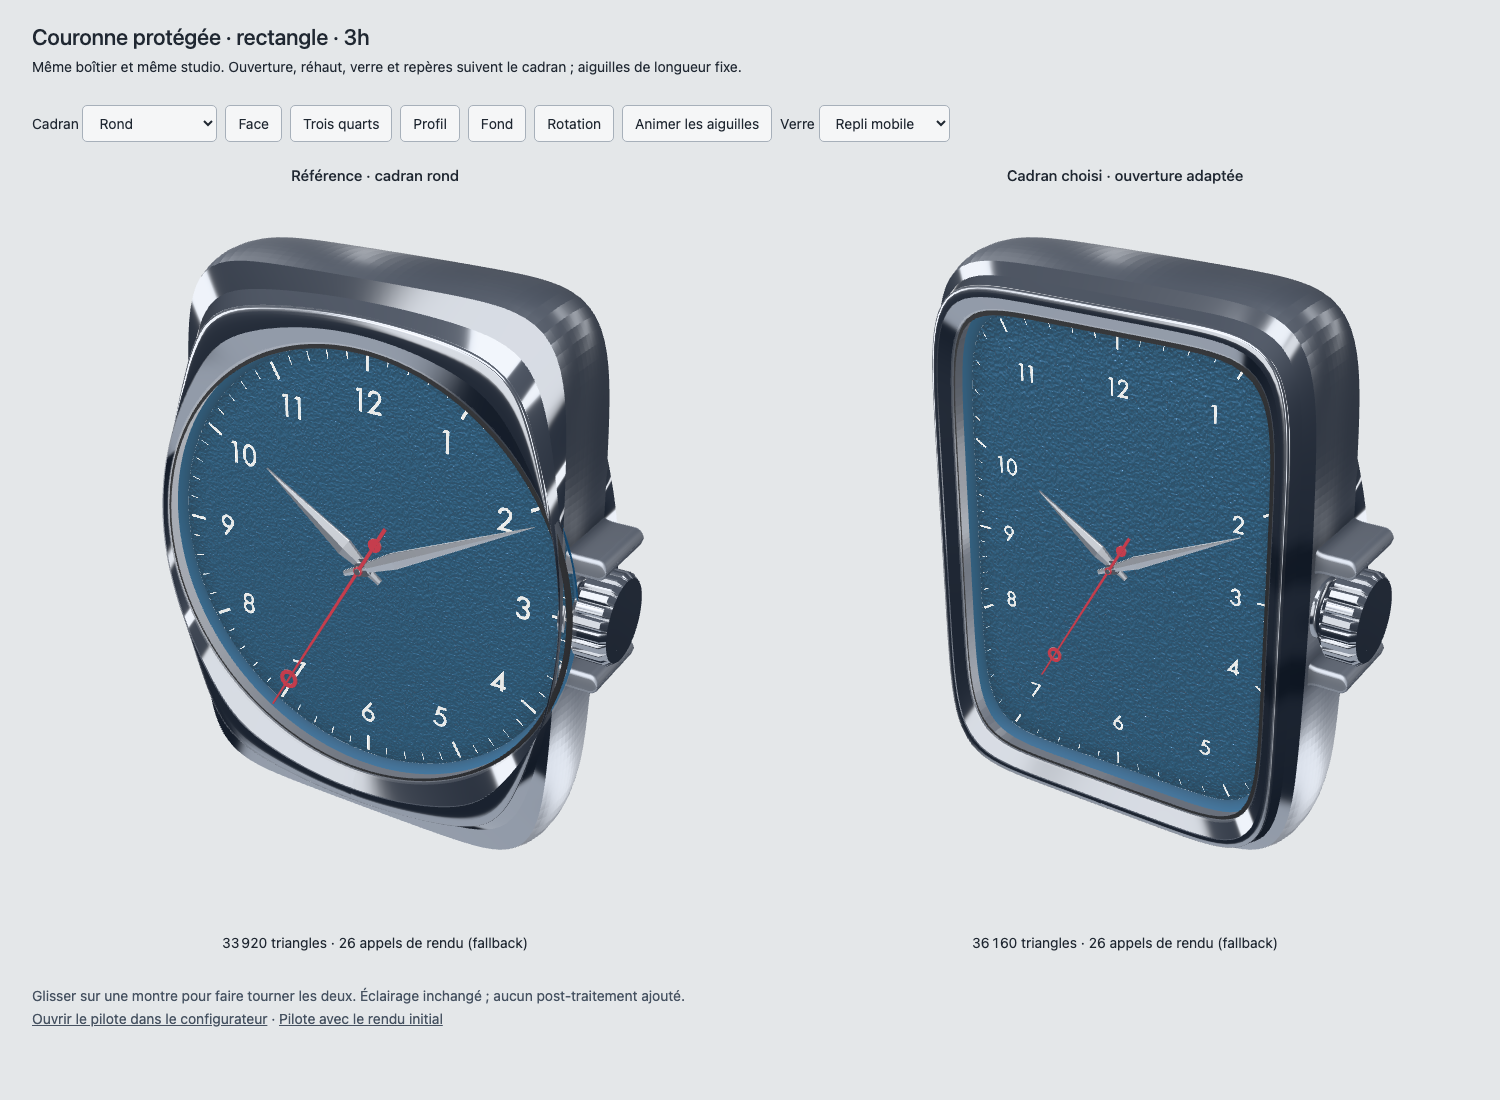 Couronne protégée · rectangle · 3h
Même boîtier et même studio. Ouverture, réhaut, verre et repères suivent le cadran ; aiguilles de longueur fixe.
Cadran Rond Face Trois quarts Profil Fond Rotation Animer les aiguilles Verre Repli mobile
Référence · cadran rond
Cadran choisi · ouverture adaptée
12
1
2
3
4
5
6
7
8
9
10
11
12
1
2
3
4
5
6
7
8
9
10
11
33 920 triangles · 26 appels de rendu (fallback)
36 160 triangles · 26 appels de rendu (fallback)
Glisser sur une montre pour faire tourner les deux. Éclairage inchangé ; aucun post-traitement ajouté.
Ouvrir le pilote dans le configurateur · Pilote avec le rendu initial